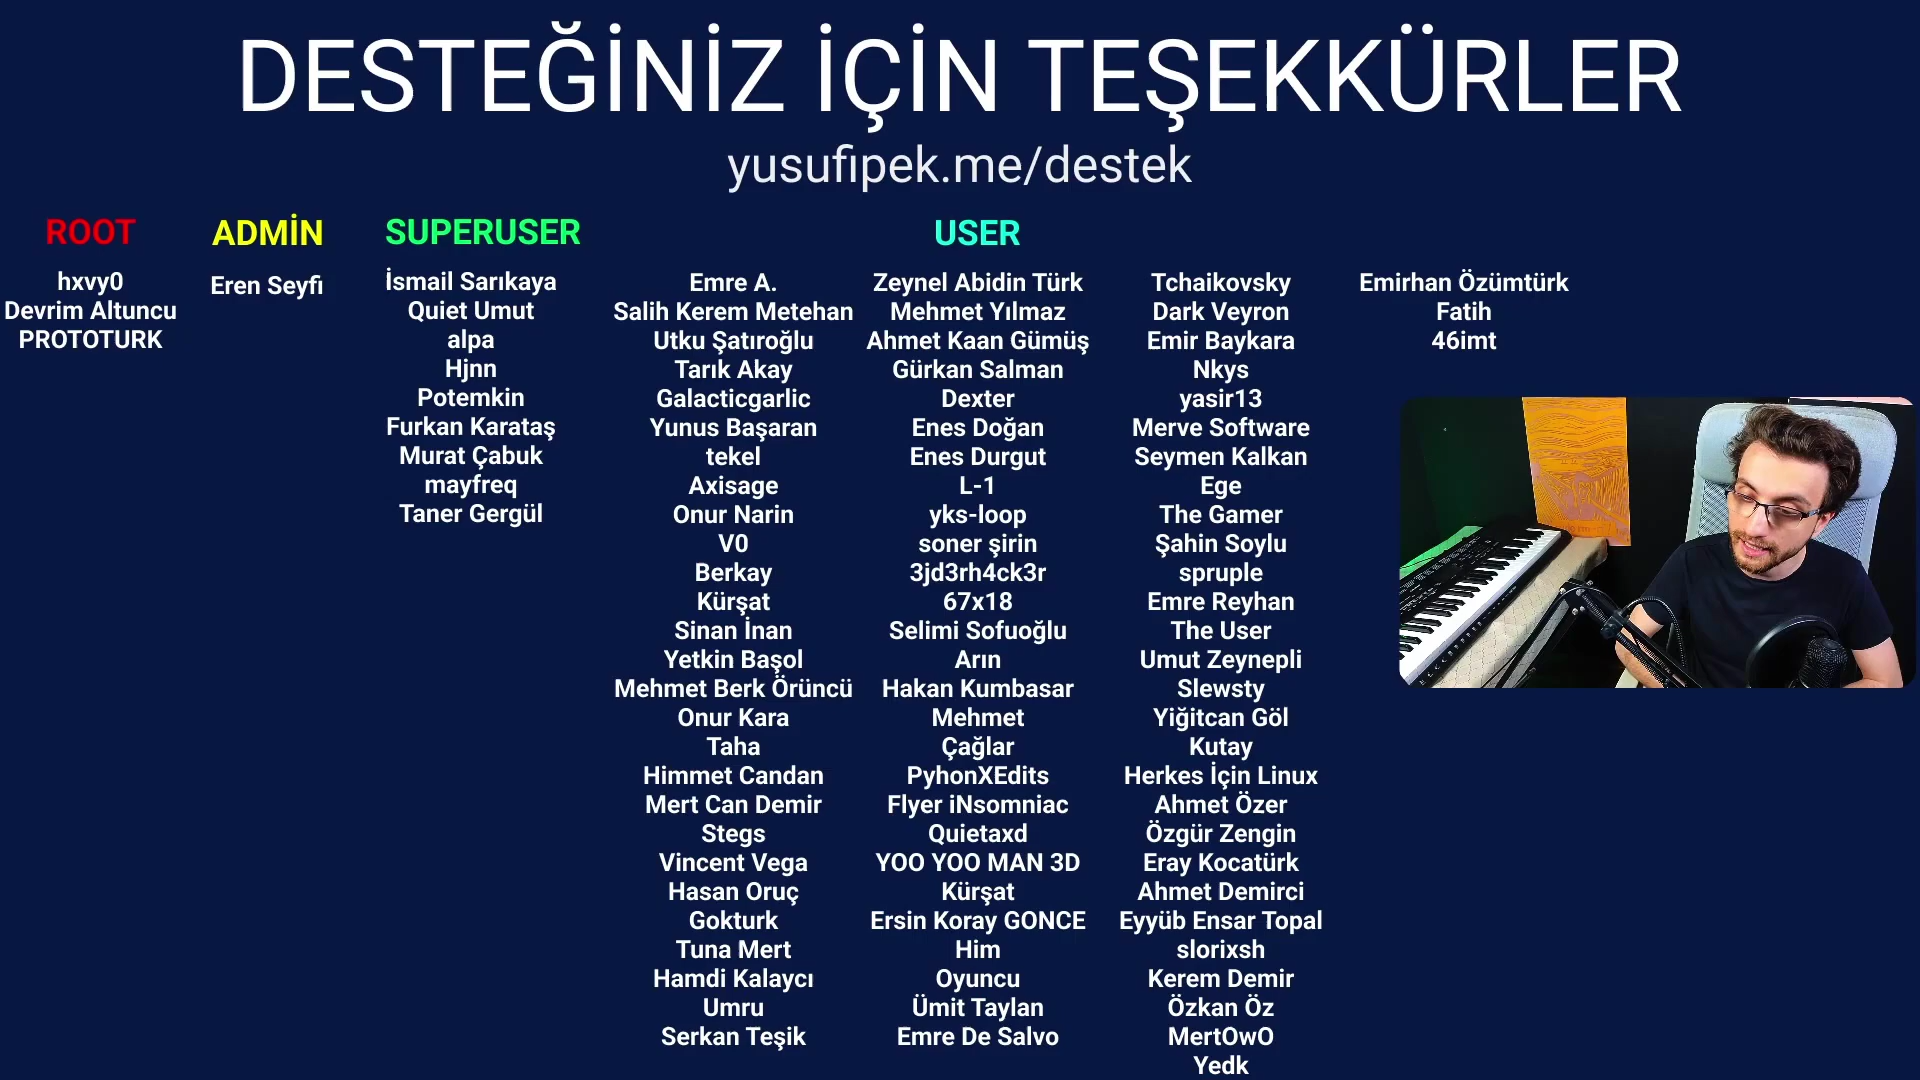 DESTEĞİNİZ İÇİN TEŞEKKÜRLER
yusufipek.me/destek
ROOT
hxvy0
Devrim Altuncu
PROTOTURK
ADMİN
Eren Seyfi
SUPERUSER
İsmail Sarıkaya
Quiet Umut
alpa
Hjnn
Potemkin
Furkan Karataş
Murat Çabuk
mayfreq
Taner Gergül
USER
Emre A.
Salih Kerem Metehan
Utku Şatıroğlu
Tarık Akay
Galacticgarlic
Yunus Başaran
tekel
Axisage
Onur Narin
V0
Berkay
Kürşat
Sinan İnan
Yetkin Başol
Mehmet Berk Örüncü
Onur Kara
Taha
Himmet Candan
Mert Can Demir
Stegs
Vincent Vega
Hasan Oruç
Gokturk
Tuna Mert
Hamdi Kalaycı
Umru
Serkan Teşik
Zeynel Abidin Türk
Mehmet Yılmaz
Ahmet Kaan Gümüş
Gürkan Salman
Dexter
Enes Doğan
Enes Durgut
L-1
yks-loop
soner şirin
3jd3rh4ck3r
67x18
Selimi Sofuoğlu
Arın
Hakan Kumbasar
Mehmet
Çağlar
PyhonXEdits
Flyer iNsomniac
Quietaxd
YOO YOO MAN 3D
Kürşat
Ersin Koray GONCE
Him
Oyuncu
Ümit Taylan
Emre De Salvo
Tchaikovsky
Dark Veyron
Emir Baykara
Nkys
yasir13
Merve Software
Seymen Kalkan
Ege
The Gamer
Şahin Soylu
spruple
Emre Reyhan
The User
Umut Zeynepli
Slewsty
Yiğitcan Göl
Kutay
Herkes İçin Linux
Ahmet Özer
Özgür Zengin
Eray Kocatürk
Ahmet Demirci
Eyyüb Ensar Topal
slorixsh
Kerem Demir
Özkan Öz
MertOwO
Yedk
Emirhan Özümtürk
Fatih
46imt